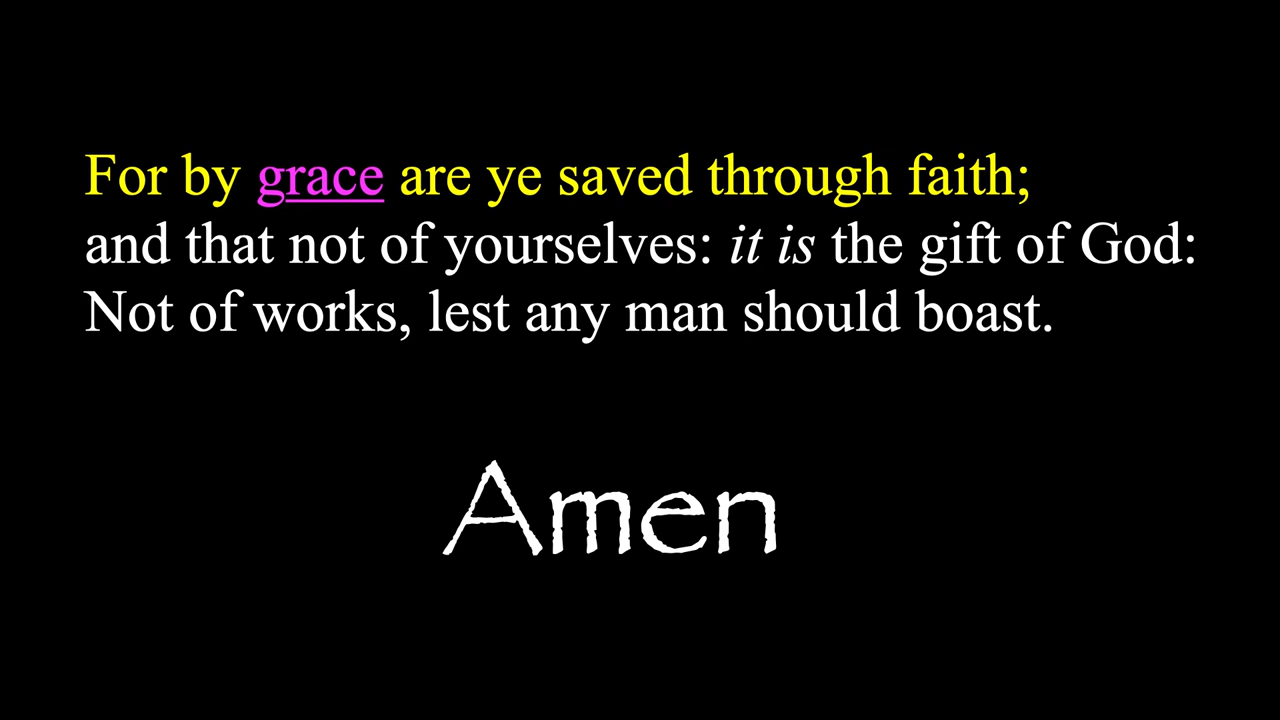 For by grace are ye saved through faith;
and that not of yourselves: it is the gift of God:
Not of works, lest any man should boast.
Amen